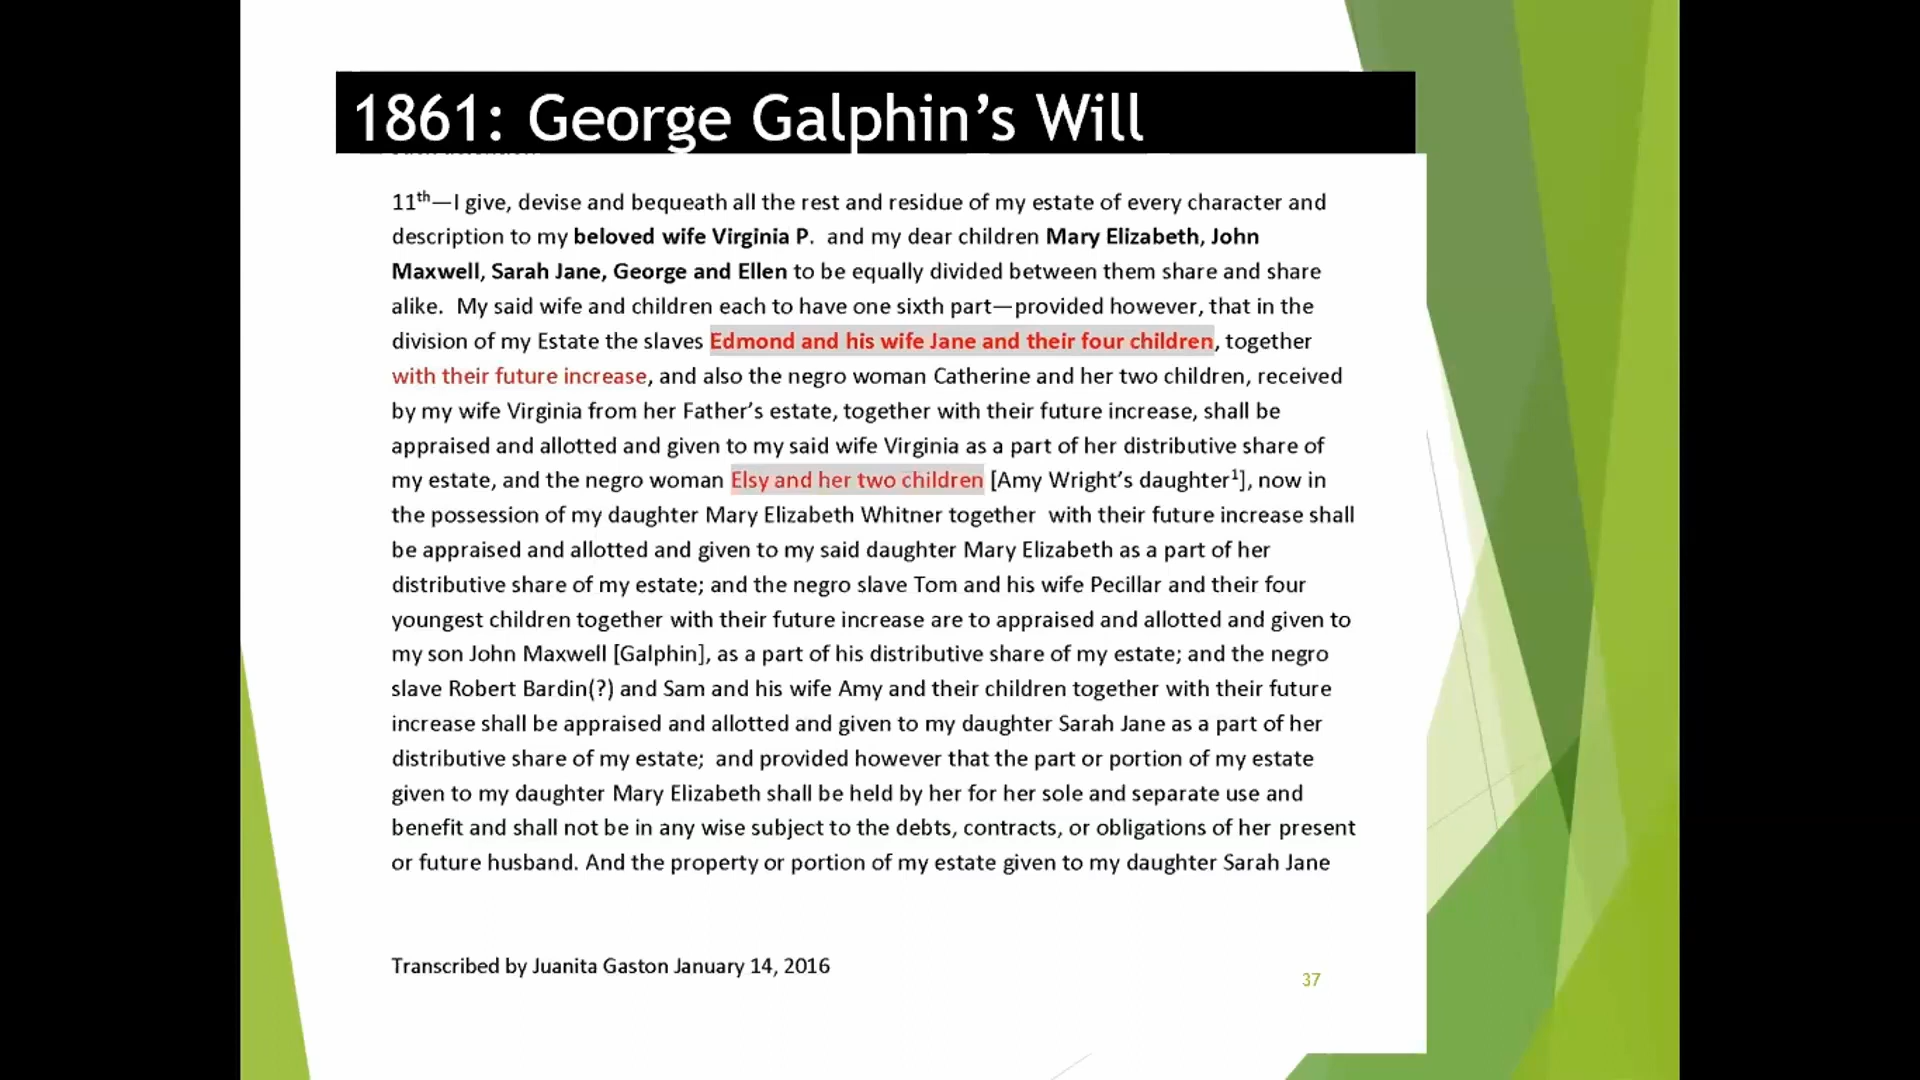 1861: George Galphin’s Will
11th—I give, devise and bequeath all the rest and residue of my estate of every character and
description to my beloved wife Virginia P.  and my dear children Mary Elizabeth, John
Maxwell, Sarah Jane, George and Ellen to be equally divided between them share and share
alike.  My said wife and children each to have one sixth part—provided however, that in the
division of my Estate the slaves Edmond and his wife Jane and their four children, together
with their future increase, and also the negro woman Catherine and her two children, received
by my wife Virginia from her Father’s estate, together with their future increase, shall be
appraised and allotted and given to my said wife Virginia as a part of her distributive share of
my estate, and the negro woman Elsy and her two children [Amy Wright’s daughter¹], now in
the possession of my daughter Mary Elizabeth Whitner together  with their future increase shall
be appraised and allotted and given to my said daughter Mary Elizabeth as a part of her
distributive share of my estate; and the negro slave Tom and his wife Pecillar and their four
youngest children together with their future increase are to appraised and allotted and given to
my son John Maxwell [Galphin], as a part of his distributive share of my estate; and the negro
slave Robert Bardin(?) and Sam and his wife Amy and their children together with their future
increase shall be appraised and allotted and given to my daughter Sarah Jane as a part of her
distributive share of my estate;  and provided however that the part or portion of my estate
given to my daughter Mary Elizabeth shall be held by her for her sole and separate use and
benefit and shall not be in any wise subject to the debts, contracts, or obligations of her present
or future husband. And the property or portion of my estate given to my daughter Sarah Jane
Transcribed by Juanita Gaston January 14, 2016
37